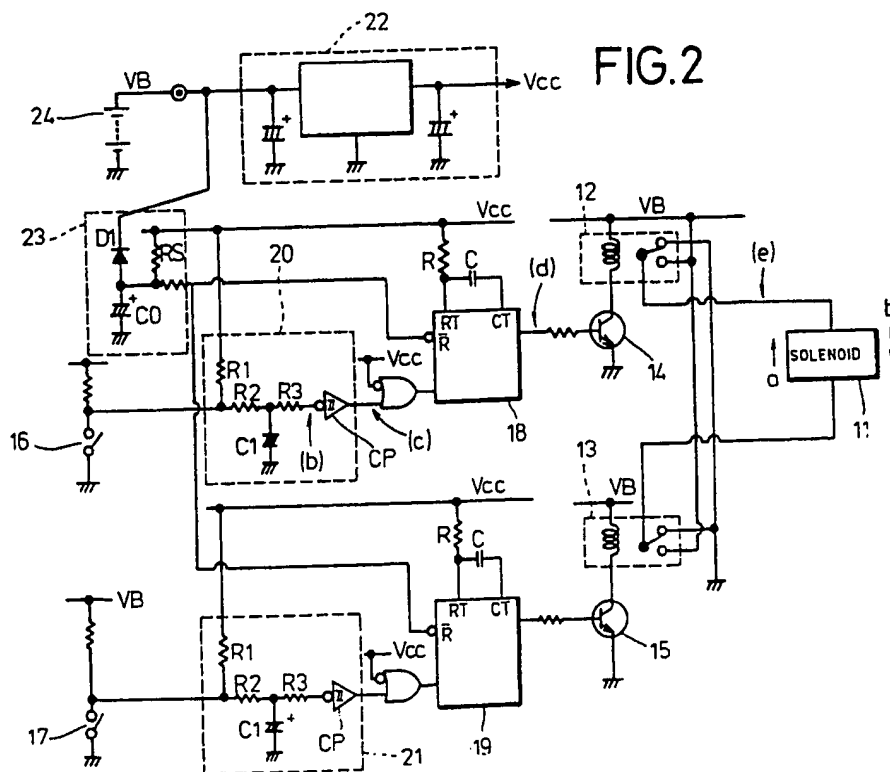 FIG.2
22
VB
Vcc
24
23
D1
RS
C0
20
Vcc
R
C
RT
CT
R̅
(d)
12
VB
(e)
14
SOLENOID
a
b
11
R1
R2
R3
C1
(b)
CP
(c)
Vcc
18
16
13
VB
Vcc
R
C
RT
CT
R̅
15
VB
R1
R2
R3
C1
CP
Vcc
19
17
21